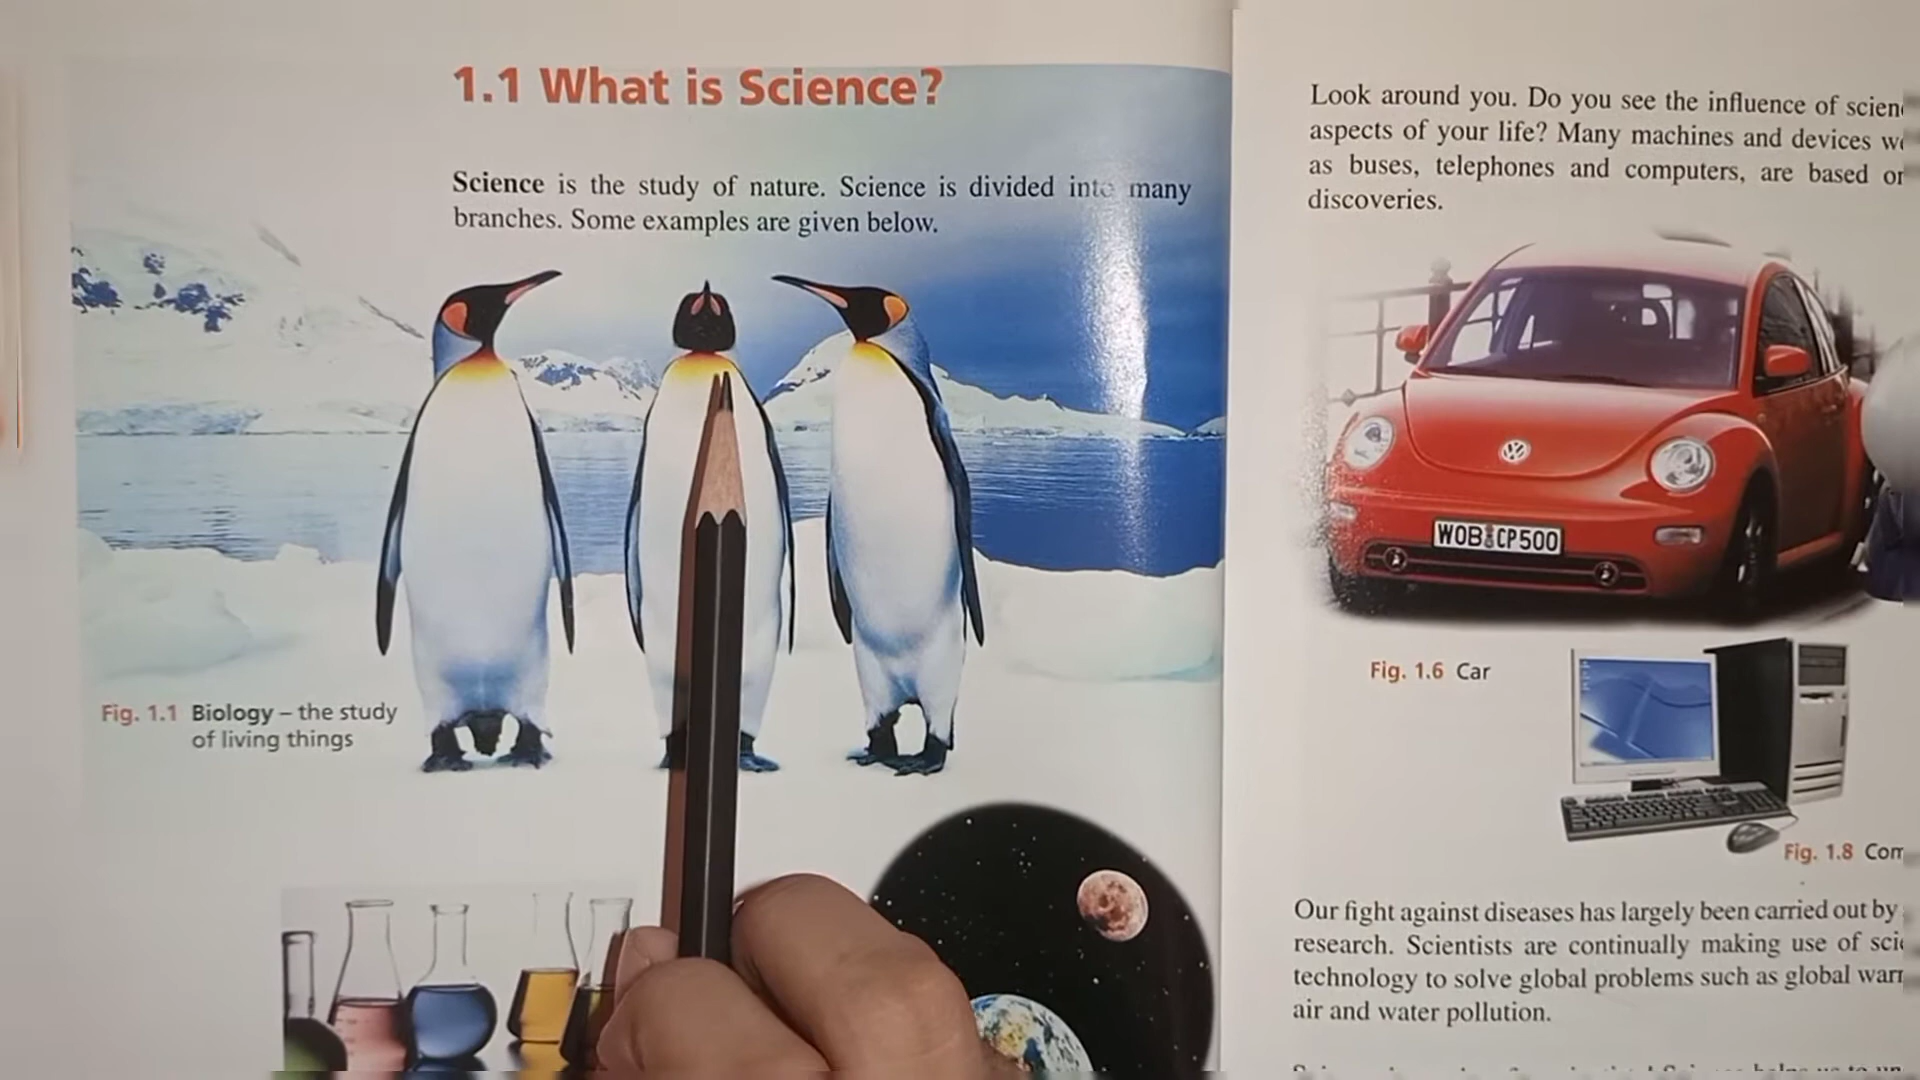 1.1 What is Science?
Science is the study of nature. Science is divided into many
branches. Some examples are given below.
Fig. 1.1 Biology – the study
of living things
Look around you. Do you see the influence of
aspects of your life? Many machines and devices
as buses, telephones and computers, are based
discoveries.
WOB CP500
Fig. 1.6 Car
Fig. 1.8
Our fight against diseases has largely been carried out by
research. Scientists are continually making use of
technology to solve global problems such as global
air and water pollution.